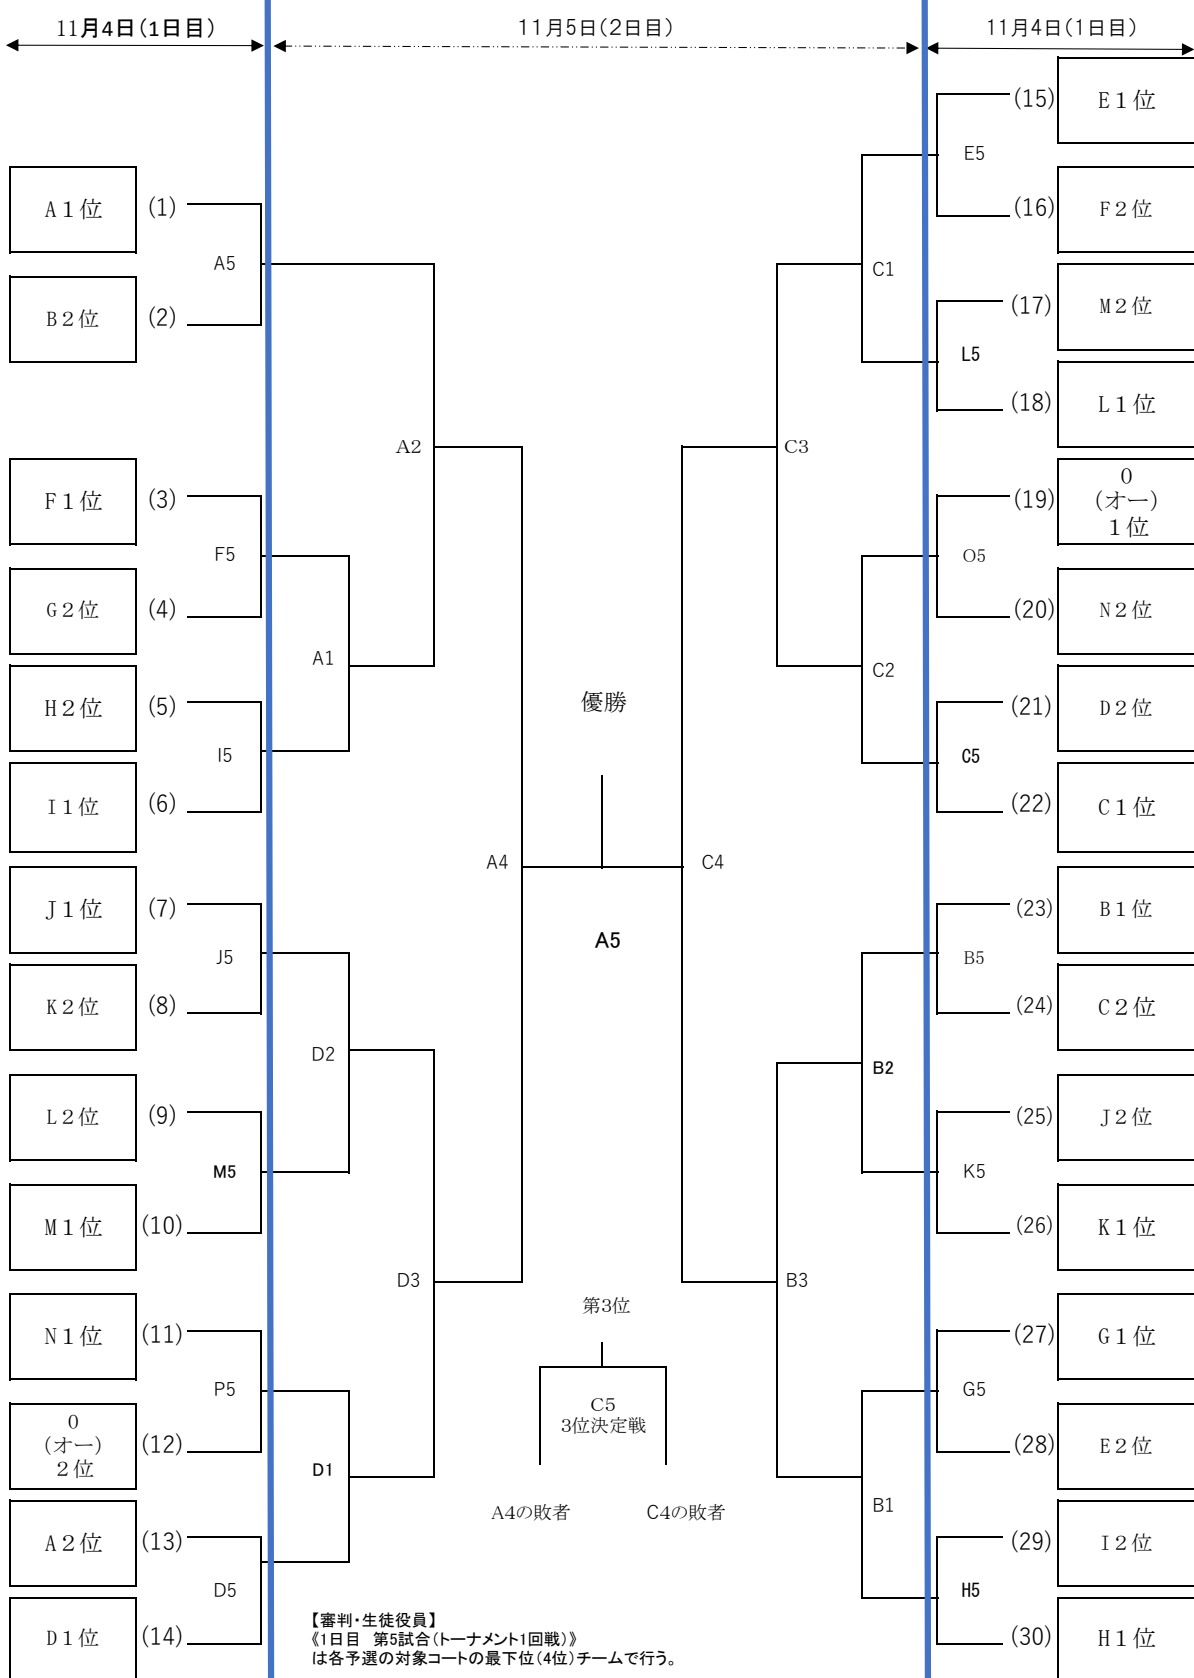 11月4日(1日目)
11月5日(2日目)
11月4日(1日目)
A1位
(1)
A5
B2位
(2)
F1位
(3)
F5
G2位
(4)
H2位
(5)
I5
I1位
(6)
J1位
(7)
J5
K2位
(8)
L2位
(9)
M5
M1位
(10)
N1位
(11)
P5
O
(オー)
2位
(12)
A2位
(13)
D5
D1位
(14)
A2
A1
D2
D3
D1
A4
優勝
A5
C4
第3位
C5
3位決定戦
A4の敗者
C4の敗者
C1
C3
C2
B2
B3
B1
(15)
E1位
E5
(16)
F2位
(17)
M2位
L5
(18)
L1位
(19)
O
(オー)
1位
O5
(20)
N2位
(21)
D2位
C5
(22)
C1位
(23)
B1位
B5
(24)
C2位
(25)
J2位
K5
(26)
K1位
(27)
G1位
G5
(28)
E2位
(29)
I2位
H5
(30)
H1位
【審判・生徒役員】
《1日目 第5試合(トーナメント1回戦)》
は各予選の対象コートの最下位(4位)チームで行う。